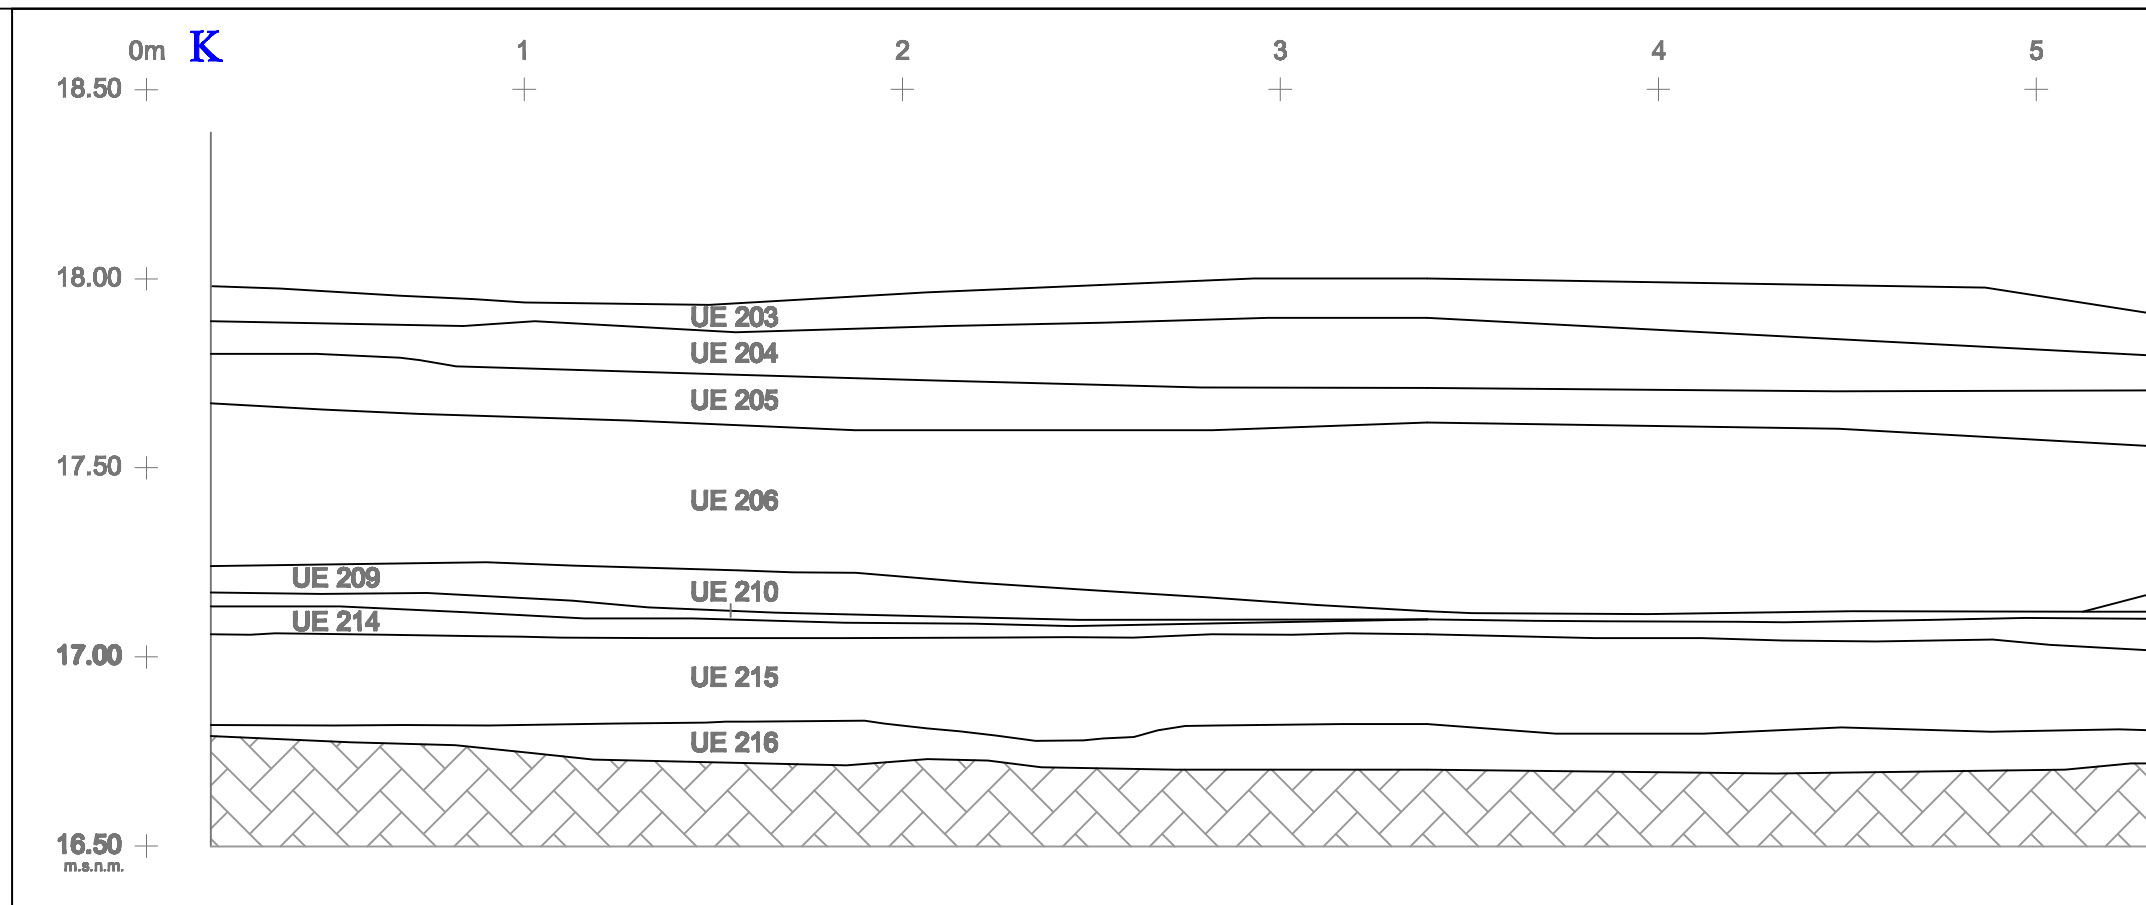 0m K 1 2 3 4 5
18.50
18.00
UE 203
UE 204
UE 205
17.50
UE 206
UE 209
UE 210
UE 214
17.00
UE 215
UE 216
16.50
m.s.n.m.